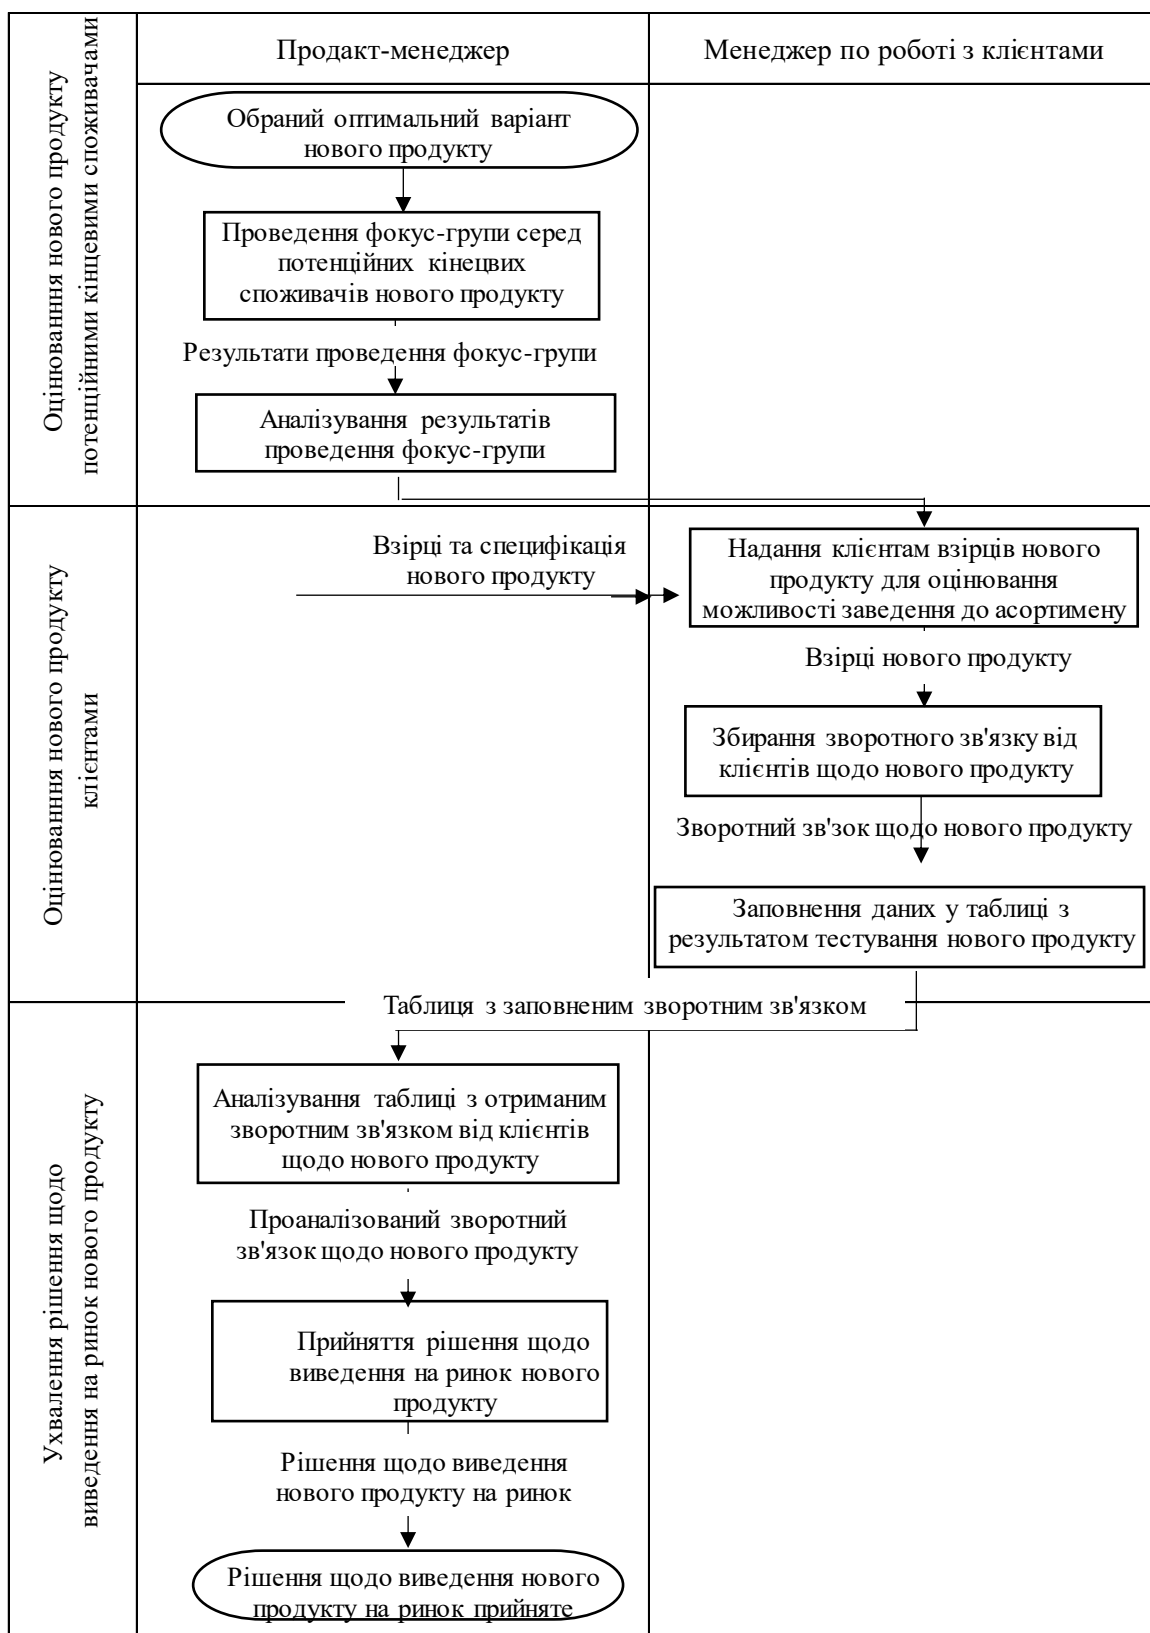 Продакт-менеджер
Менеджер по роботі з клієнтами
Оцінюванння нового продукту
потенційними кінцевими споживачами
Обраний оптимальний варіант
нового продукту
Проведення фокус-групи серед
потенційних кінецвих
споживачів нового продукту
Результати проведення фокус-групи
Аналізування результатів
проведення фокус-групи
Оцінюванння нового продукту
клієнтами
Взірці та специфікація
нового продукту
Надання клієнтам взірців нового
продукту для оцінювання
можливості заведення до асортимену
Взірці нового продукту
Збирання зворотного зв'язку від
клієнтів щодо нового продукту
Зворотний зв'зок щодо нового продукту
Заповнення даних у таблиці з
результатом тестування нового продукту
Таблиця з заповненим зворотним зв'язком
Ухвалення рішення щодо
виведення на ринок нового продукту
Аналізування таблиці з отриманим
зворотним зв'язком від клієнтів
щодо нового продукту
Проаналізований зворотний
зв'язок щодо нового продукту
Прийняття рішення щодо
виведення на ринок нового
продукту
Рішення щодо виведення
нового продукту на ринок
Рішення щодо виведення нового
продукту на ринок прийняте